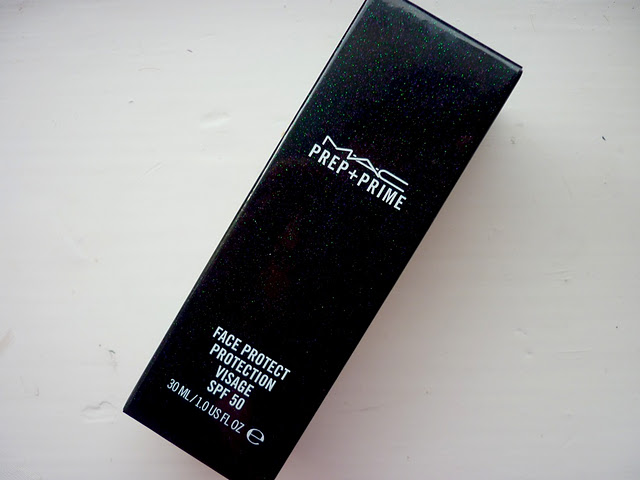 MAC
PREP+PRIME
FACE PROTECT
PROTECTION
VISAGE
SPF 50
30 ML/1.0 US FL OZ ℮